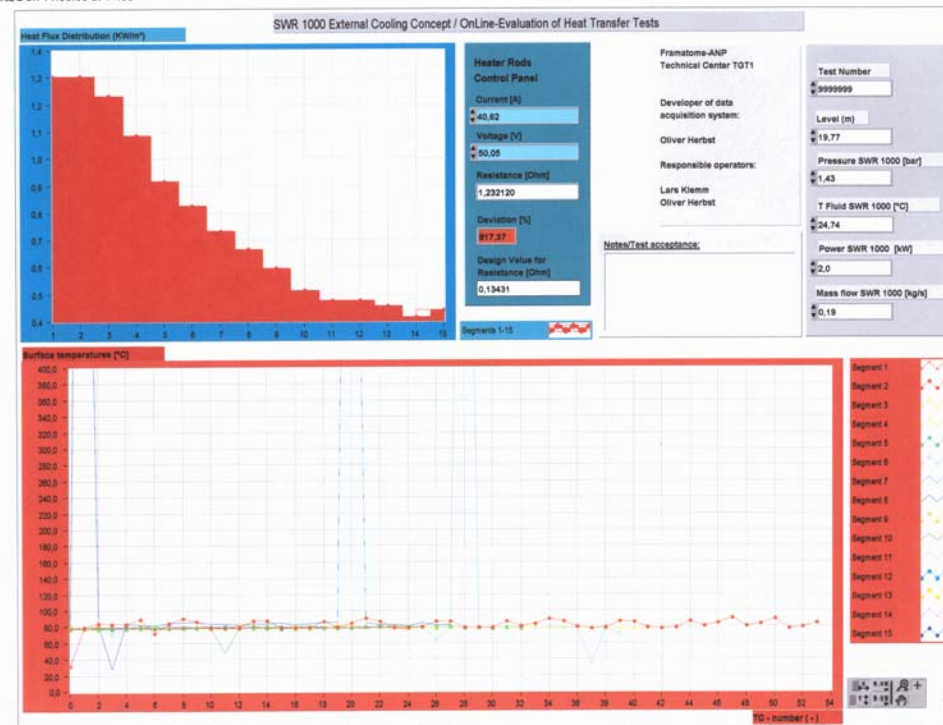 SWR 1000 External Cooling Concept / OnLine-Evaluation of Heat Transfer Tests
Heat Flux Distribution (KW/m²)
1,4
1,3
1,2
1,1
1,0
0,9
0,8
0,7
0,6
0,5
0,4
1 2 3 4 5 6 7 8 9 10 11 12 13 14 15
Heater Rods
Control Panel
Current [A]
40,62
Voltage [V]
50,05
Resistance [Ohm]
1,232120
Deviation [%]
817,37
Design Value for
Resistance [Ohm]
0,13431
Segments 1-15
Framatome-ANP
Technical Center TGT1
Developer of data
acquisition system:
Oliver Herbst
Responsible operators:
Lars Klemm
Oliver Herbst
Notes/Test acceptance:
Test Number
9999999
Level (m)
19,77
Pressure SWR 1000 [bar]
1,43
T Fluid SWR 1000 [°C]
24,74
Power SWR 1000 [kW]
2,0
Mass flow SWR 1000 [kg/s]
0,19
Surface temperatures [°C]
400,0
380,0
360,0
340,0
320,0
300,0
280,0
260,0
240,0
220,0
200,0
180,0
160,0
140,0
120,0
100,0
80,0
60,0
40,0
20,0
0,0
0 2 4 6 8 10 12 14 16 18 20 22 24 26 28 30 32 34 36 38 40 42 44 46 48 50 52 54
TC - number ( - )
Segment 1
Segment 2
Segment 3
Segment 4
Segment 5
Segment 6
Segment 7
Segment 8
Segment 9
Segment 10
Segment 11
Segment 12
Segment 13
Segment 14
Segment 15